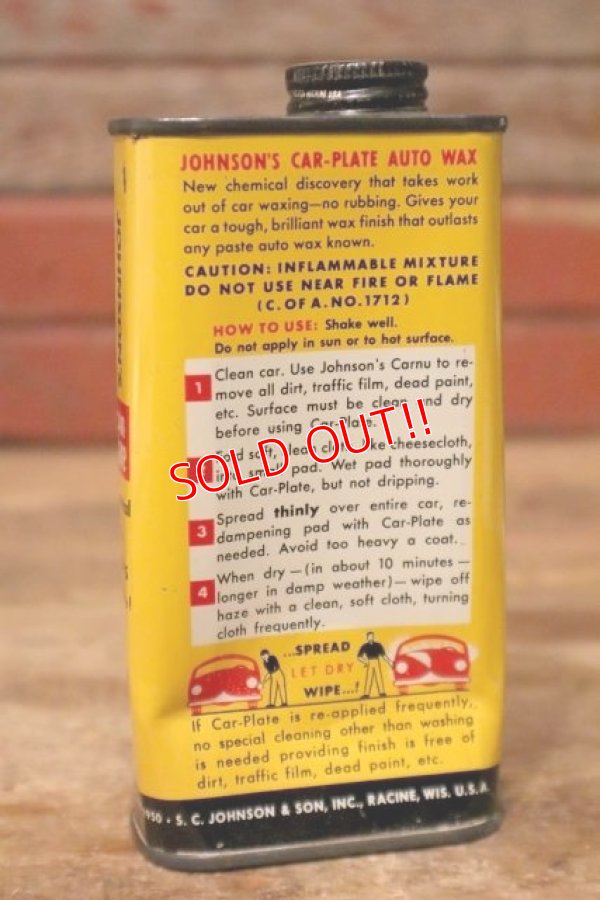 JOHNSON'S CAR-PLATE AUTO WAX
New chemical discovery that takes work
out of car waxing—no rubbing. Gives your
car a tough, brilliant wax finish that outlasts
any paste auto wax known.
CAUTION: INFLAMMABLE MIXTURE
DO NOT USE NEAR FIRE OR FLAME
(C. OF A. NO. 1712)
HOW TO USE: Shake well.
Do not apply in sun or to hot surface.
1 Clean car. Use Johnson's Carnu to re-
move all dirt, traffic film, dead paint,
etc. Surface must be clean and dry
before using Car-Plate.
Fold soft, clean cloth like cheesecloth,
into small pad. Wet pad thoroughly
with Car-Plate, but not dripping.
3 Spread thinly over entire car, re-
dampening pad with Car-Plate as
needed. Avoid too heavy a coat.
4 When dry—(in about 10 minutes—
longer in damp weather)—wipe off
haze with a clean, soft cloth, turning
cloth frequently.
...SPREAD
LET DRY
WIPE...!
If Car-Plate is re-applied frequently,
no special cleaning other than washing
is needed providing finish is free of
dirt, traffic film, dead paint, etc.
1950 • S. C. JOHNSON & SON, INC., RACINE, WIS. U.S.A.
SOLD OUT!!
JOHNSON'S